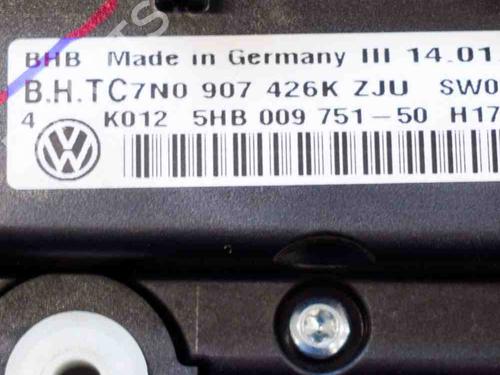 BHB Made in Germany III 14.01.
B.H.TC7N0 907 426K ZJU SW0
4 K012 5HB 009 751-50 H17